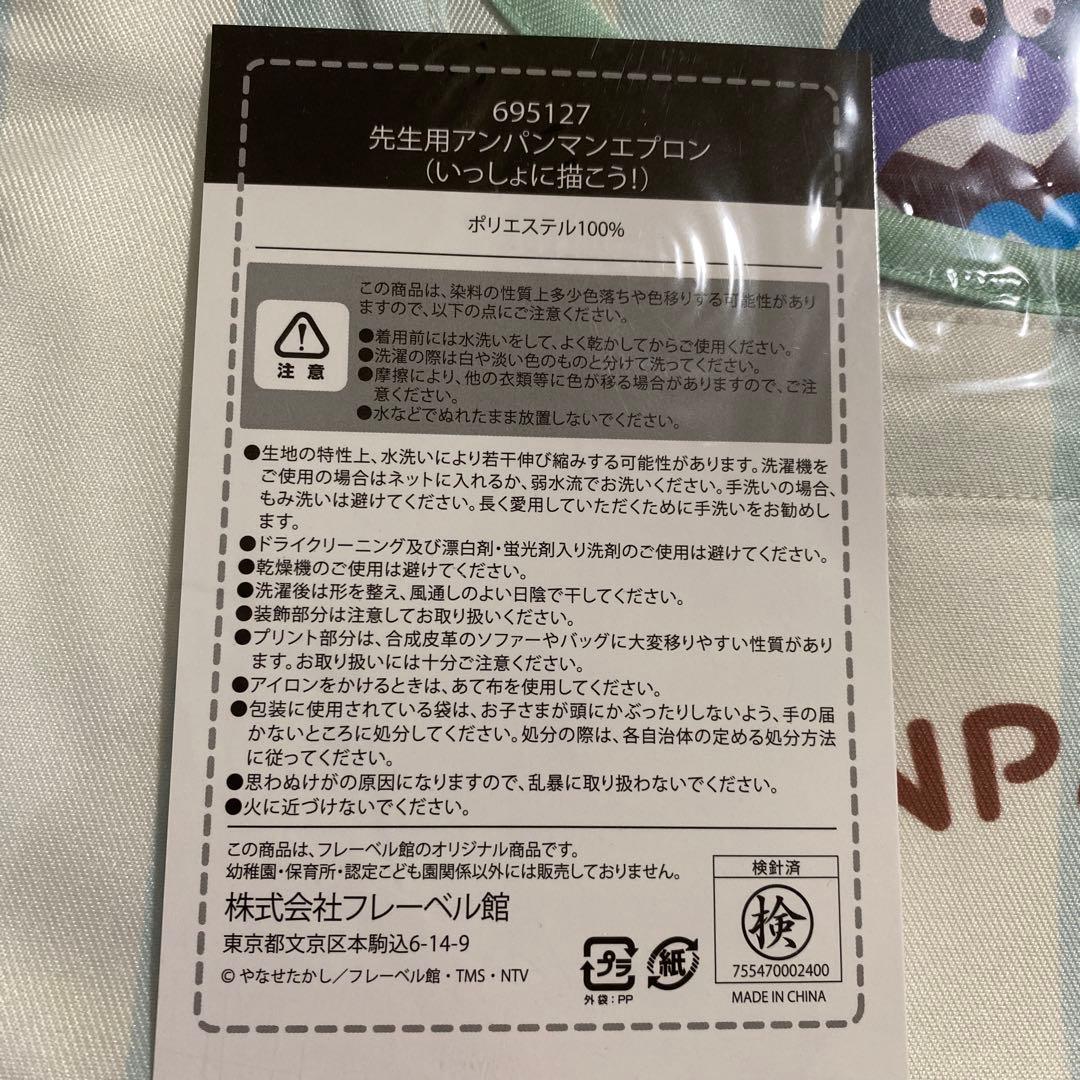 695127
先生用アンパンマンエプロン
（いっしょに描こう!）
ポリエステル100%
注意
この商品は、染料の性質上多少色落ちや色移りする可能性があり
ますので、以下の点にご注意ください。
●着用前には水洗いをして、よく乾かしてからご使用ください。
●洗濯の際は白や淡い色のものと分けて洗ってください。
●摩擦により、他の衣類等に色が移る場合がありますので、ご注
意ください。
●水などでぬれたまま放置しないでください。
●生地の特性上、水洗いにより若干伸び縮みする可能性があります。洗濯機を
ご使用の場合はネットに入れるか、弱水流でお洗いください。手洗いの場合、
もみ洗いは避けてください。長く愛用していただくために手洗いをお勧めし
ます。
●ドライクリーニング及び漂白剤・蛍光剤入り洗剤のご使用は避けてください。
●乾燥機のご使用は避けてください。
●洗濯後は形を整え、風通しのよい日陰で干してください。
●装飾部分は注意してお取り扱いください。
●プリント部分は、合成皮革のソファーやバッグに大変移りやすい性質があり
ます。お取り扱いには十分ご注意ください。
●アイロンをかけるときは、あて布を使用してください。
●包装に使用されている袋は、お子さまが頭にかぶったりしないよう、手の届
かないところに処分してください。処分の際は、各自治体の定める処分方法
に従ってください。
●思わぬけがの原因になりますので、乱暴に取り扱わないでください。
●火に近づけないでください。
この商品は、フレーベル館のオリジナル商品です。
幼稚園・保育所・認定こども園関係以外には販売しておりません。
株式会社フレーベル館
東京都文京区本駒込6-14-9
© やなせたかし／フレーベル館・TMS・NTV
プラ
外袋：PP
紙
検針済
検
755470002400
MADE IN CHINA
NP